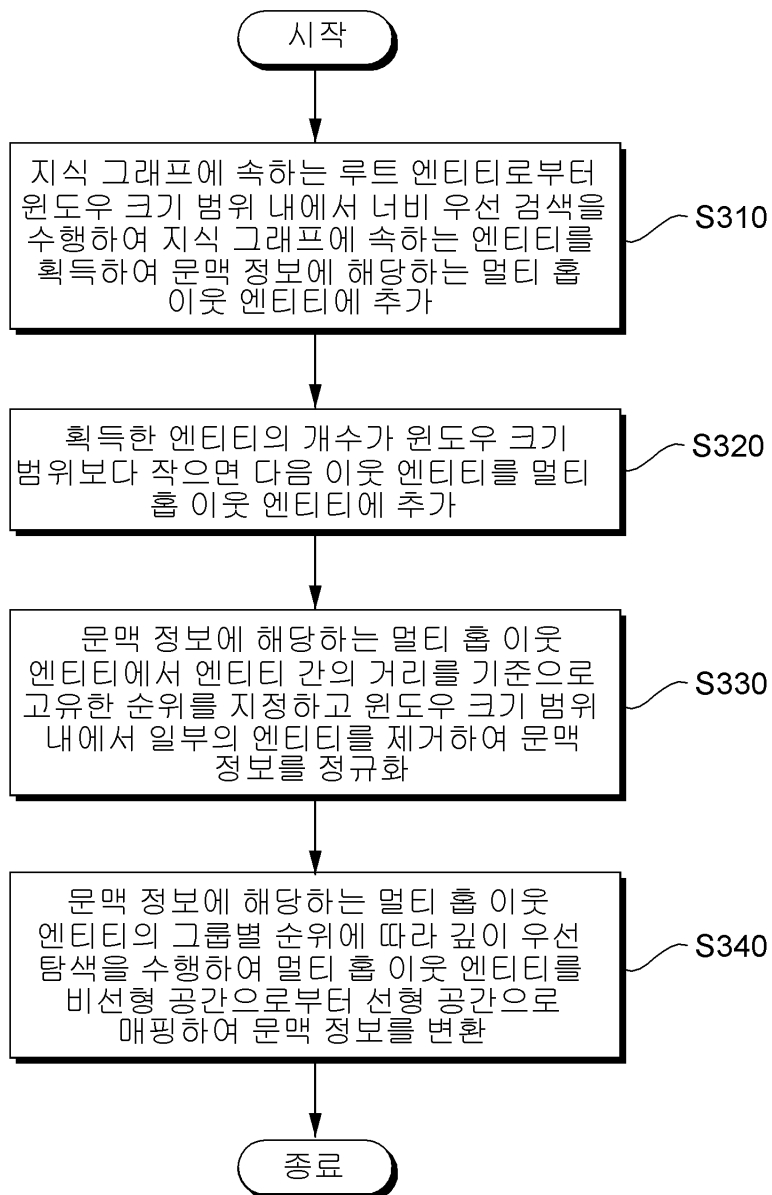 시작
지식 그래프에 속하는 루트 엔티티로부터
윈도우 크기 범위 내에서 너비 우선 검색을
수행하여 지식 그래프에 속하는 엔티티를
획득하여 문맥 정보에 해당하는 멀티 홉
이웃 엔티티에 추가
S310
획득한 엔티티의 개수가 윈도우 크기
범위보다 작으면 다음 이웃 엔티티를 멀티
홉 이웃 엔티티에 추가
S320
문맥 정보에 해당하는 멀티 홉 이웃
엔티티에서 엔티티 간의 거리를 기준으로
고유한 순위를 지정하고 윈도우 크기 범위
내에서 일부의 엔티티를 제거하여 문맥
정보를 정규화
S330
문맥 정보에 해당하는 멀티 홉 이웃
엔티티의 그룹별 순위에 따라 깊이 우선
탐색을 수행하여 멀티 홉 이웃 엔티티를
비선형 공간으로부터 선형 공간으로
매핑하여 문맥 정보를 변환
S340
종료